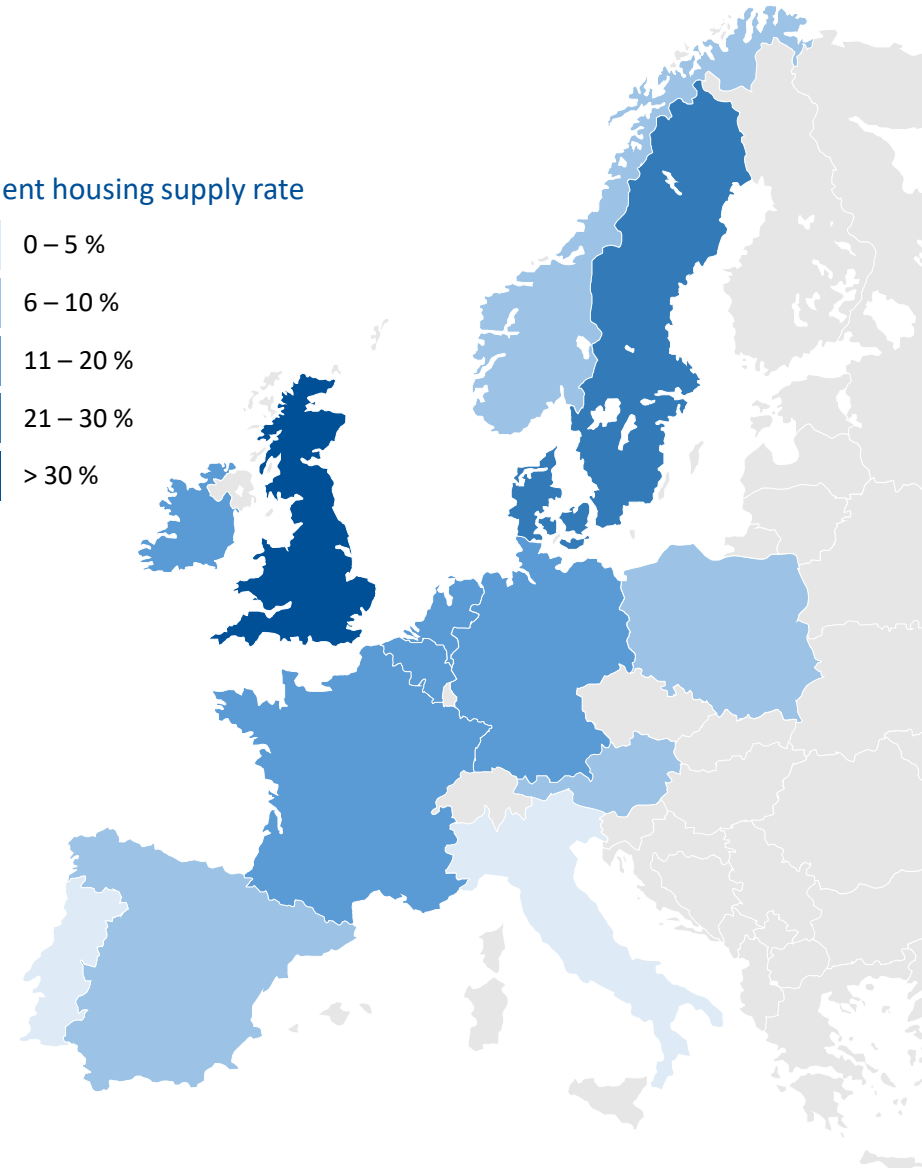 ent housing supply rate
0 – 5 %
6 – 10 %
11 – 20 %
21 – 30 %
> 30 %